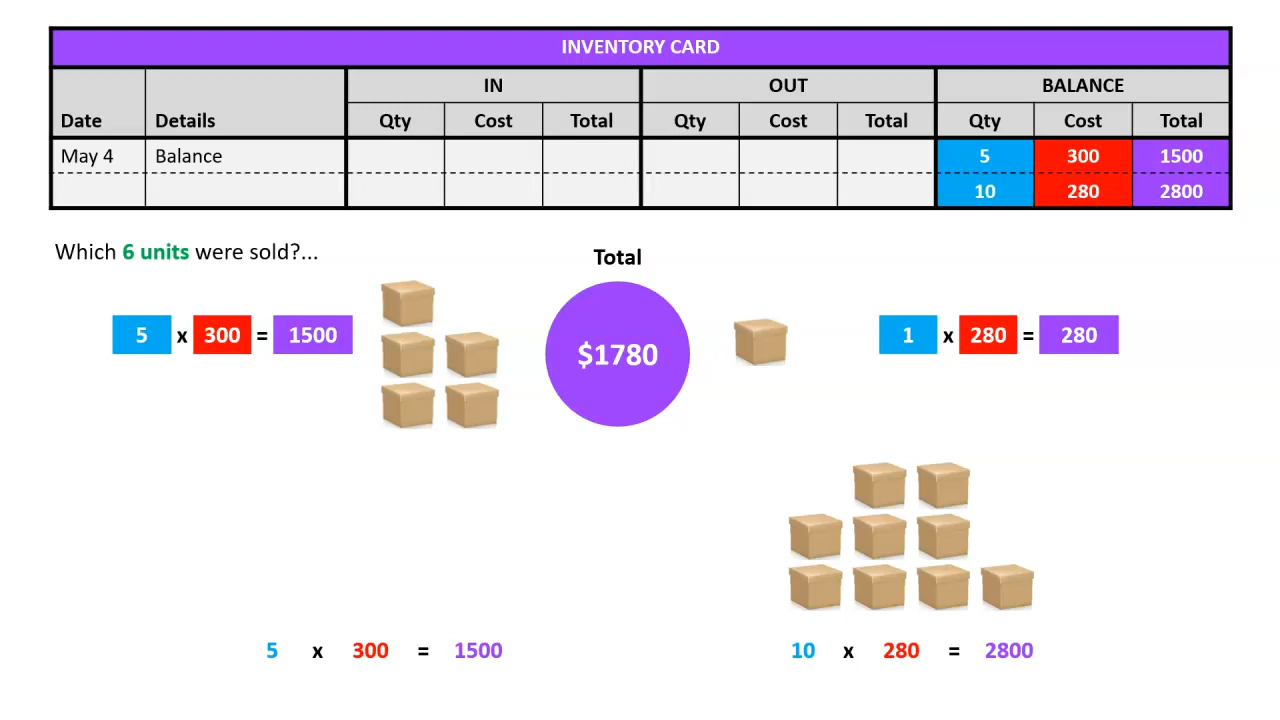 INVENTORY CARD
IN OUT BALANCE
Date Details Qty Cost Total Qty Cost Total Qty Cost Total
May 4 Balance 5 300 1500
10 280 2800
Which 6 units were sold?...
Total
5 x 300 = 1500
$1780
1 x 280 = 280
5 x 300 = 1500
10 x 280 = 2800